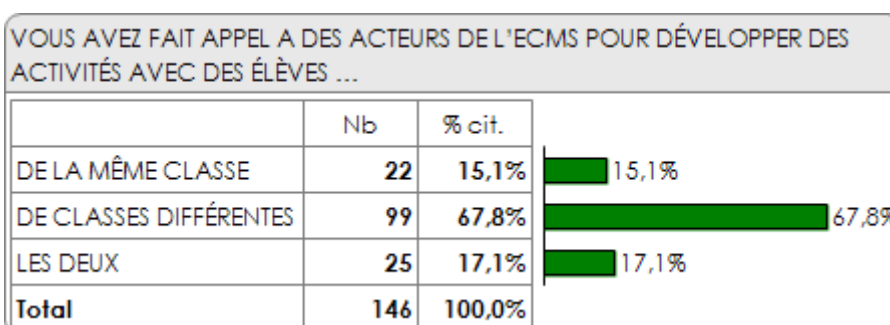 VOUS AVEZ FAIT APPEL A DES ACTEURS DE L'ECMS POUR DÉVELOPPER DES
ACTIVITÉS AVEC DES ÉLÈVES ...
Nb % cit.
DE LA MÊME CLASSE 22 15,1% 15,1%
DE CLASSES DIFFÉRENTES 99 67,8% 67,8%
LES DEUX 25 17,1% 17,1%
Total 146 100,0%